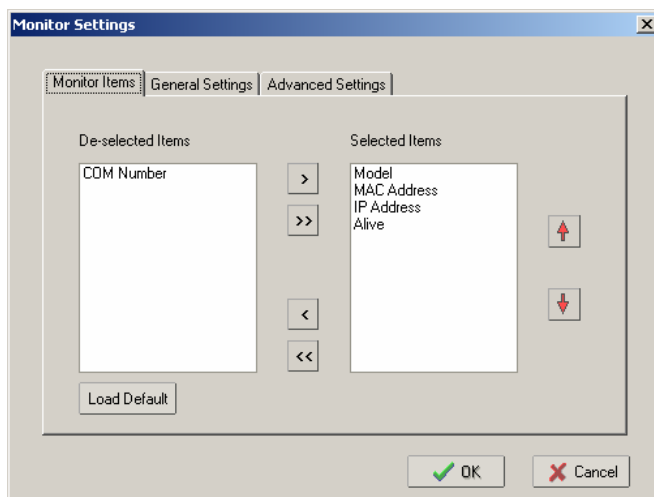 Monitor Settings
Monitor Items General Settings Advanced Settings
De-selected Items Selected Items
COM Number
Model
MAC Address
IP Address
Alive
>
>>
<
<<
Load Default
OK Cancel